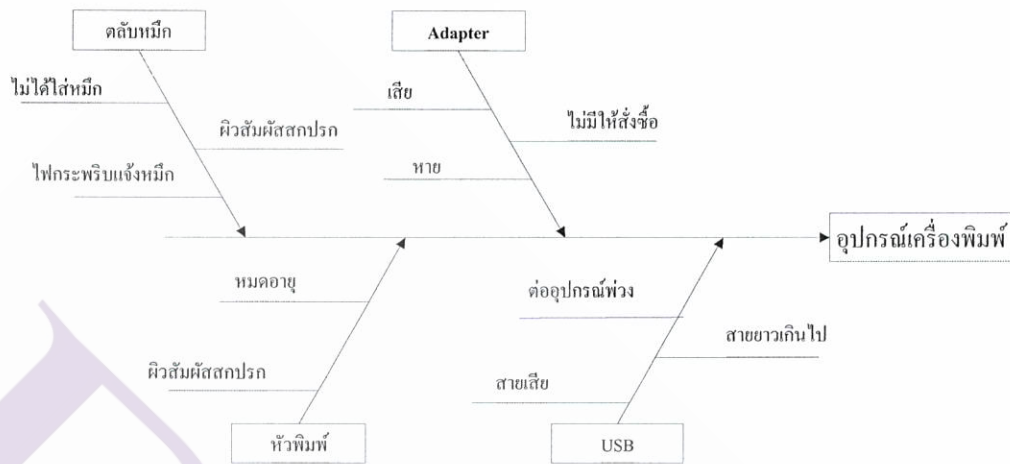 ตลับหมึก
Adapter
ไม่ได้ใส่หมึก
เสีย
ผิวสัมผัสสกปรก
ไม่มีให้สั่งซื้อ
ไฟกระพริบแจ้งหมึก
หาย
อุปกรณ์เครื่องพิมพ์
หมดอายุ
ต่ออุปกรณ์พ่วง
สายยาวเกินไป
ผิวสัมผัสสกปรก
สายเสีย
หัวพิมพ์
USB